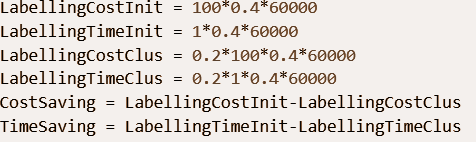 LabellingCostInit = 100*0.4*60000
LabellingTimeInit = 1*0.4*60000
LabellingCostClus = 0.2*100*0.4*60000
LabellingTimeClus = 0.2*1*0.4*60000
CostSaving = LabellingCostInit-LabellingCostClus
TimeSaving = LabellingTimeInit-LabellingTimeClus